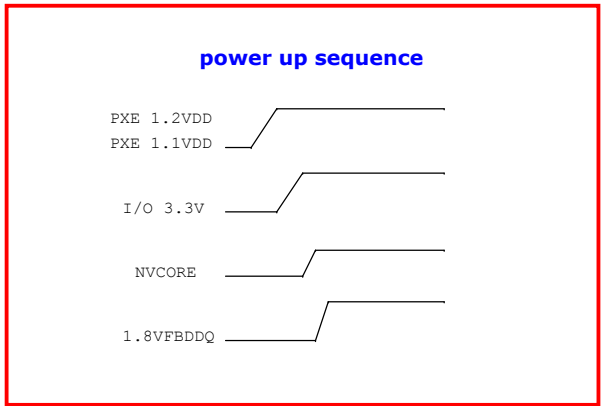 power up sequence
PXE 1.2VDD
PXE 1.1VDD
I/O 3.3V
NVCORE
1.8VFBDDQ